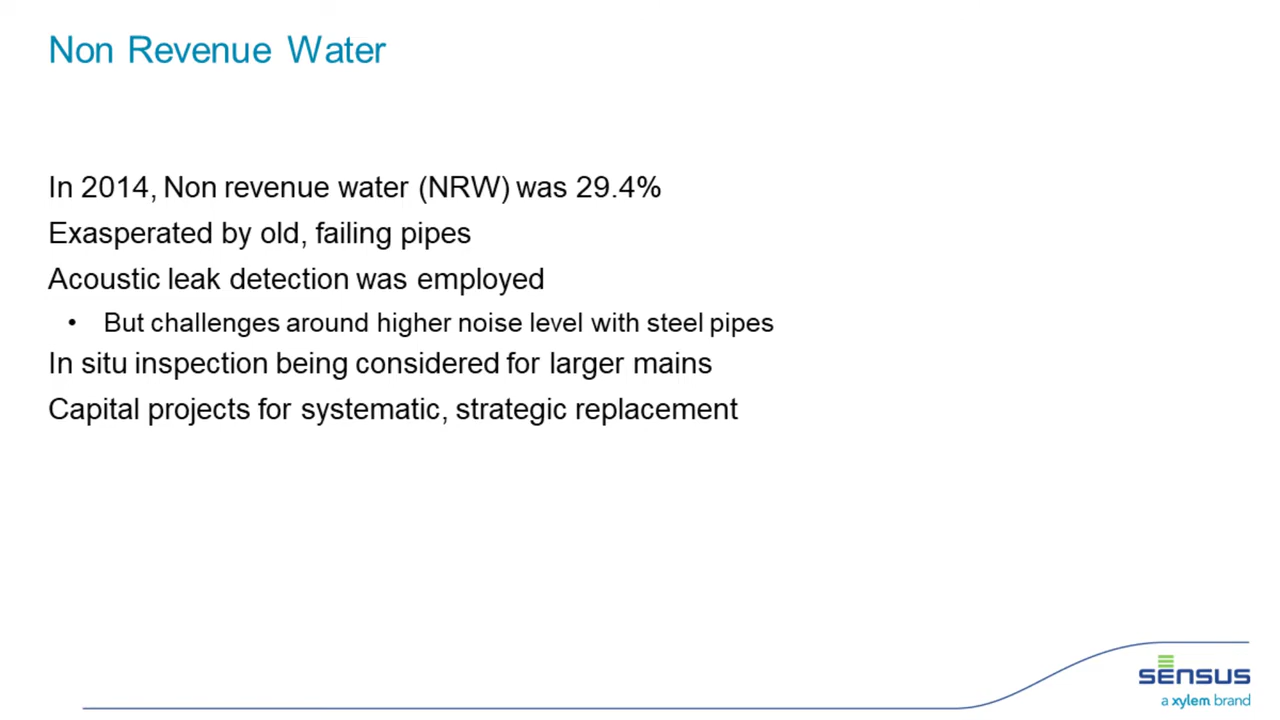 Non Revenue Water
In 2014, Non revenue water (NRW) was 29.4%
Exasperated by old, failing pipes
Acoustic leak detection was employed
• But challenges around higher noise level with steel pipes
In situ inspection being considered for larger mains
Capital projects for systematic, strategic replacement
SENSUS
a xylem brand